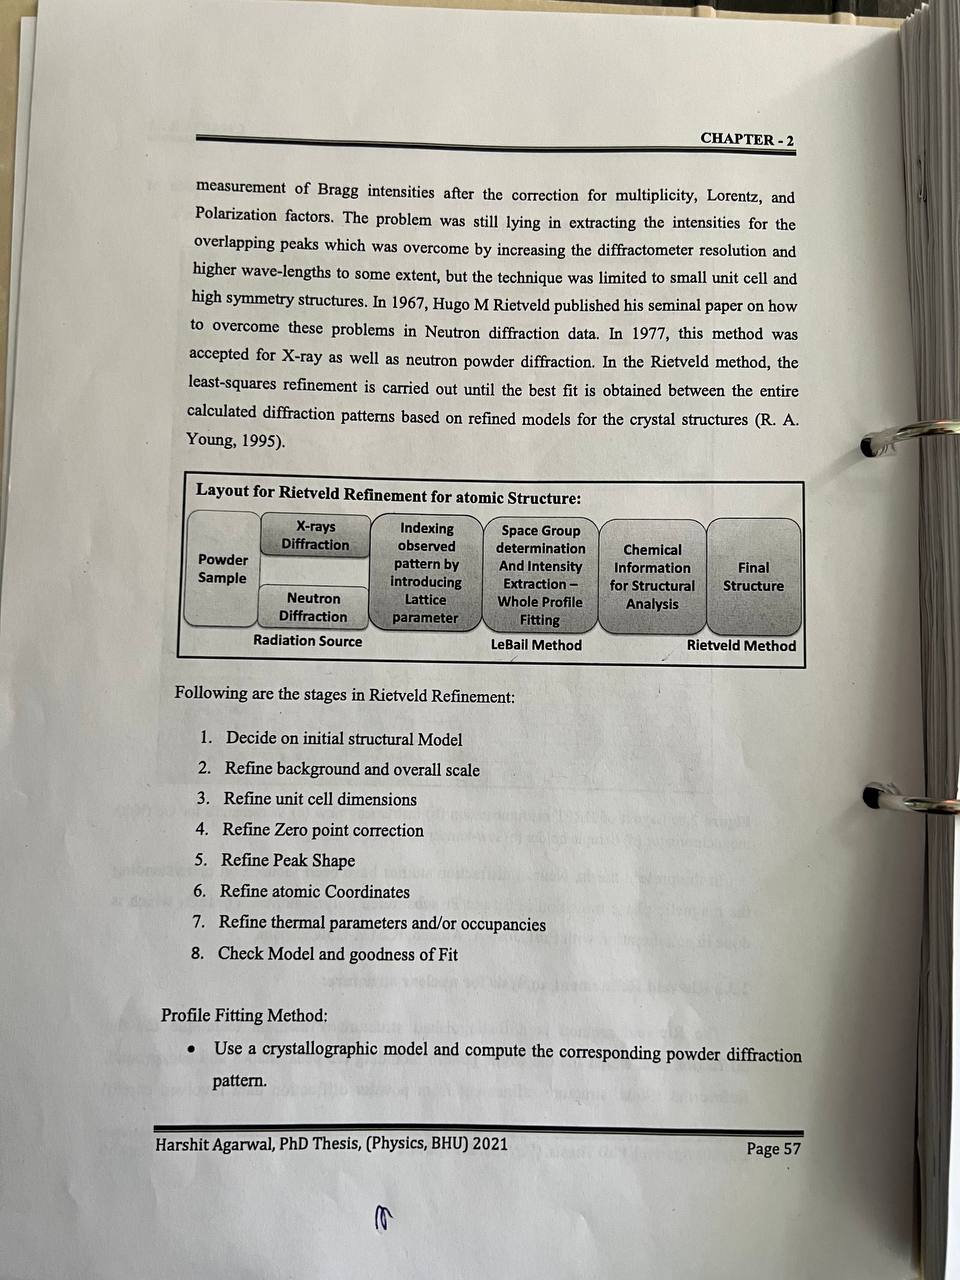 CHAPTER - 2
measurement of Bragg intensities after the correction for multiplicity, Lorentz, and
Polarization factors. The problem was still lying in extracting the intensities for the
overlapping peaks which was overcome by increasing the diffractometer resolution and
higher wave-lengths to some extent, but the technique was limited to small unit cell and
high symmetry structures. In 1967, Hugo M Rietveld published his seminal paper on how
to overcome these problems in Neutron diffraction data. In 1977, this method was
accepted for X-ray as well as neutron powder diffraction. In the Rietveld method, the
least-squares refinement is carried out until the best fit is obtained between the entire
calculated diffraction patterns based on refined models for the crystal structures (R. A.
Young, 1995).
Layout for Rietveld Refinement for atomic Structure:
Powder
Sample
X-rays
Diffraction
Neutron
Diffraction
Radiation Source
Indexing
observed
pattern by
introducing
Lattice
parameter
Space Group
determination
And Intensity
Extraction –
Whole Profile
Fitting
LeBail Method
Chemical
Information
for Structural
Analysis
Final
Structure
Rietveld Method
Following are the stages in Rietveld Refinement:
1. Decide on initial structural Model
2. Refine background and overall scale
3. Refine unit cell dimensions
4. Refine Zero point correction
5. Refine Peak Shape
6. Refine atomic Coordinates
7. Refine thermal parameters and/or occupancies
8. Check Model and goodness of Fit
Profile Fitting Method:
• Use a crystallographic model and compute the corresponding powder diffraction
pattern.
Harshit Agarwal, PhD Thesis, (Physics, BHU) 2021
Page 57